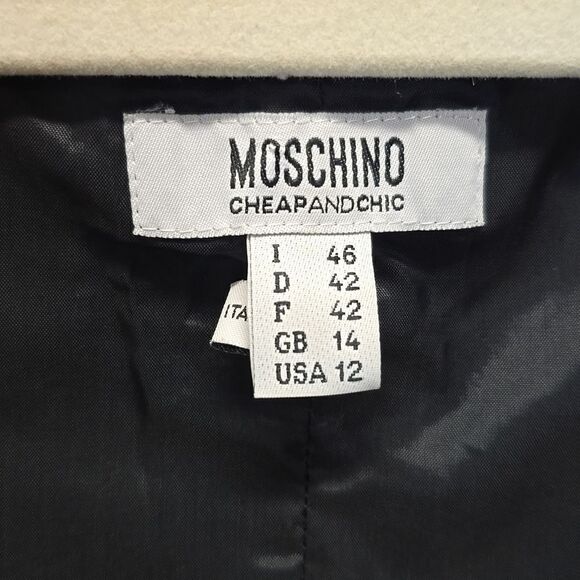 MOSCHINO
CHEAPANDCHIC
I 46
D 42
F 42
GB 14
USA 12
ITA